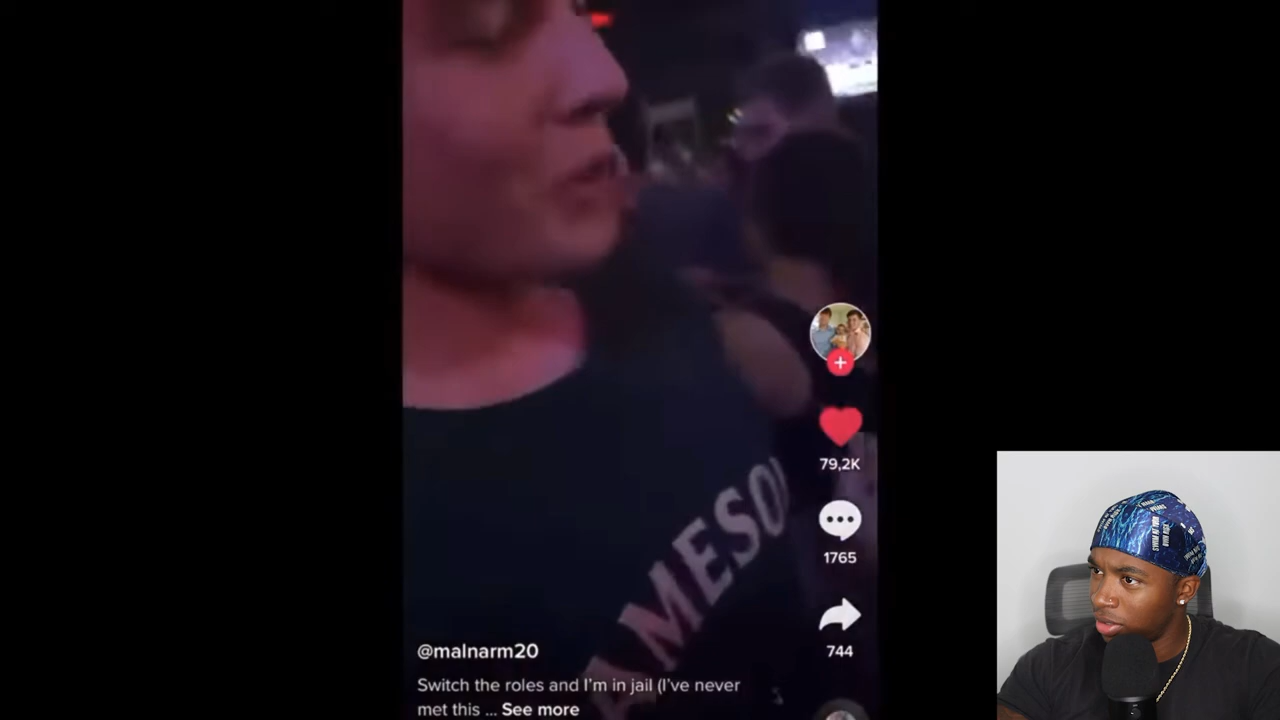 AMESO
79,2K
1765
744
@malnarm20
Switch the roles and I'm in jail (I've never
met this ... See more